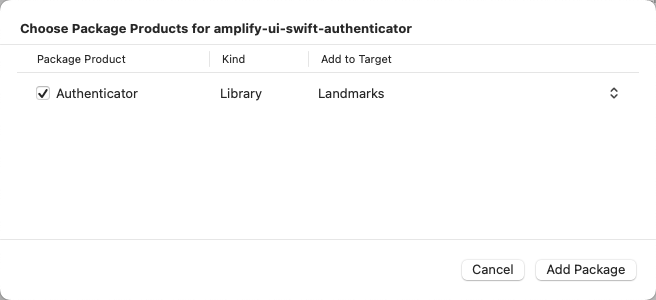 Choose Package Products for amplify-ui-swift-authenticator
Package Product Kind Add to Target
Authenticator Library Landmarks
Cancel Add Package